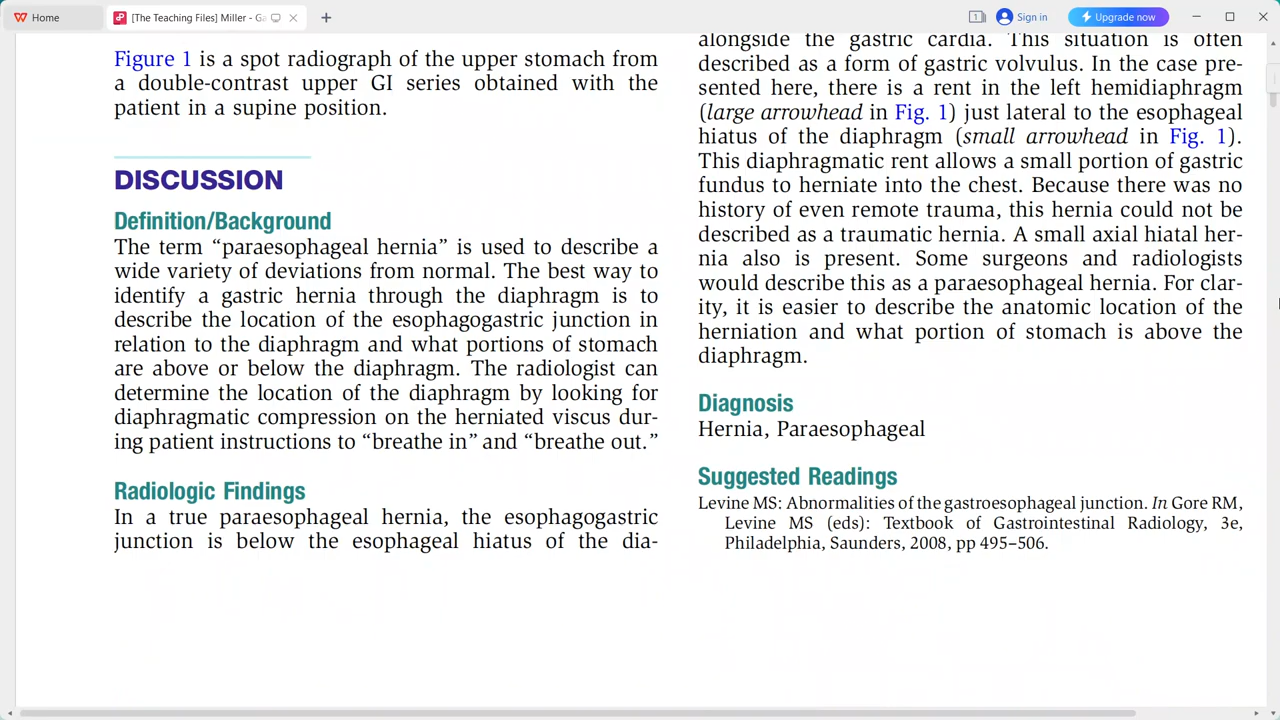 Home
[The Teaching Files] Miller - Ga
1
Sign in
Upgrade now
Figure 1 is a spot radiograph of the upper stomach from
a double-contrast upper GI series obtained with the
patient in a supine position.
DISCUSSION
Definition/Background
The term “paraesophageal hernia” is used to describe a
wide variety of deviations from normal. The best way to
identify a gastric hernia through the diaphragm is to
describe the location of the esophagogastric junction in
relation to the diaphragm and what portions of stomach
are above or below the diaphragm. The radiologist can
determine the location of the diaphragm by looking for
diaphragmatic compression on the herniated viscus dur-
ing patient instructions to “breathe in” and “breathe out.”
Radiologic Findings
In a true paraesophageal hernia, the esophagogastric
junction is below the esophageal hiatus of the dia-
alongside the gastric cardia. This situation is often
described as a form of gastric volvulus. In the case pre-
sented here, there is a rent in the left hemidiaphragm
(large arrowhead in Fig. 1) just lateral to the esophageal
hiatus of the diaphragm (small arrowhead in Fig. 1).
This diaphragmatic rent allows a small portion of gastric
fundus to herniate into the chest. Because there was no
history of even remote trauma, this hernia could not be
described as a traumatic hernia. A small axial hiatal her-
nia also is present. Some surgeons and radiologists
would describe this as a paraesophageal hernia. For clar-
ity, it is easier to describe the anatomic location of the
herniation and what portion of stomach is above the
diaphragm.
Diagnosis
Hernia, Paraesophageal
Suggested Readings
Levine MS: Abnormalities of the gastroesophageal junction. In Gore RM,
Levine MS (eds): Textbook of Gastrointestinal Radiology, 3e,
Philadelphia, Saunders, 2008, pp 495–506.